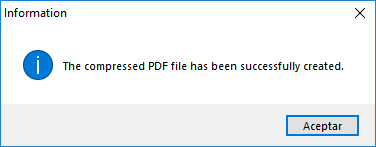 Information
The compressed PDF file has been successfully created.
Aceptar